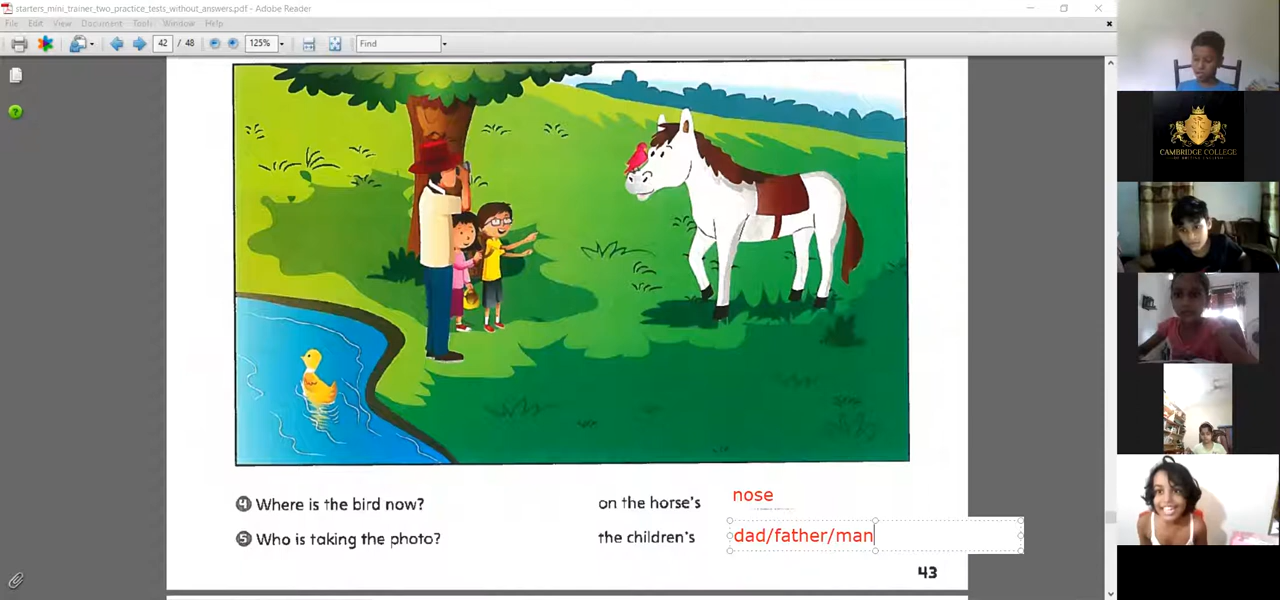 starters_mini_trainer_two_practice_tests_without_answers.pdf - Adobe Reader
File Edit View Document Tools Window Help
42 / 48 125% Find
CAMBRIDGE COLLEGE
4 Where is the bird now? on the horse's nose
5 Who is taking the photo? the children's dad/father/man
43